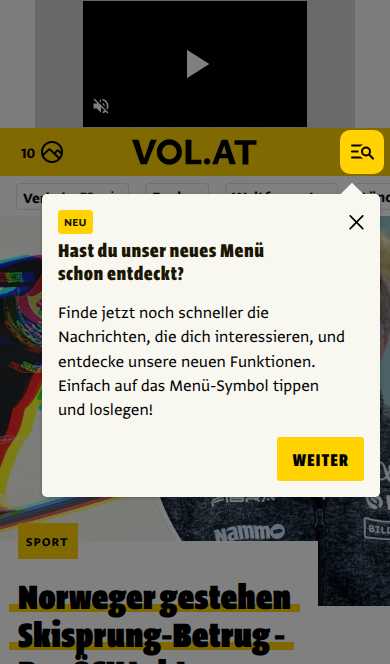 10
VOL.AT
NEU
Hast du unser neues Menü
schon entdeckt?
Finde jetzt noch schneller die
Nachrichten, die dich interessieren, und
entdecke unsere neuen Funktionen.
Einfach auf das Menü-Symbol tippen
und loslegen!
WEITER
Nammo
BILD
SPORT
Norweger gestehen
Skisprung-Betrug -